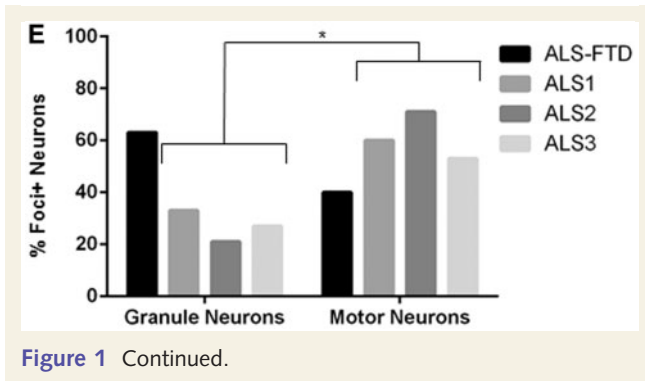 E
*
100
80
60
40
20
0
% Foci+ Neurons
Granule Neurons Motor Neurons
ALS-FTD
ALS1
ALS2
ALS3
Figure 1 Continued.